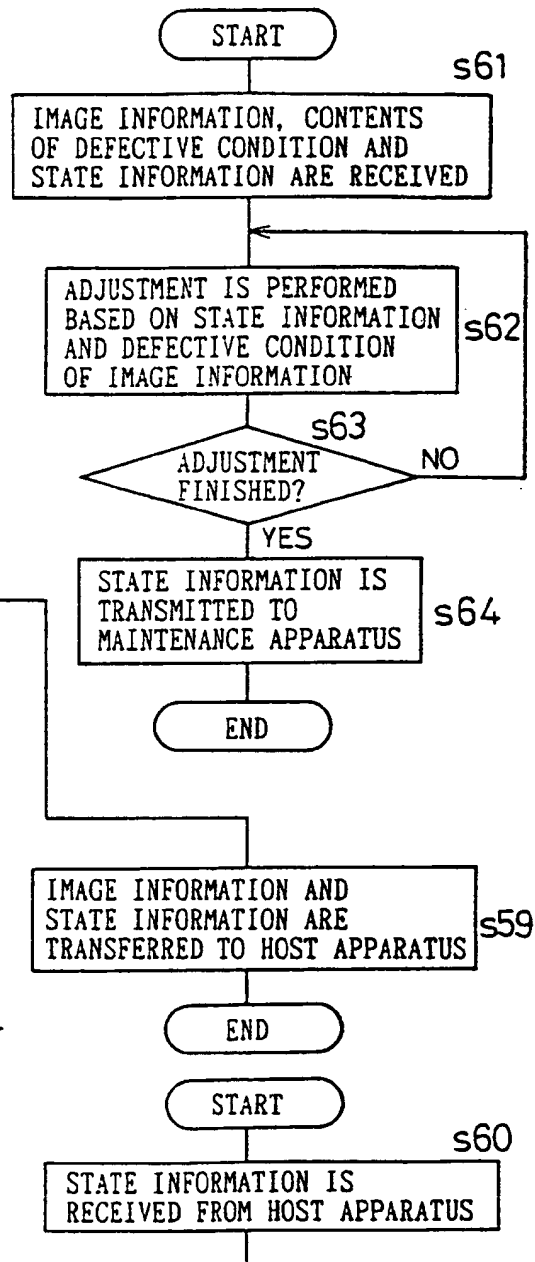 START
s61
IMAGE INFORMATION, CONTENTS
OF DEFECTIVE CONDITION AND
STATE INFORMATION ARE RECEIVED
ADJUSTMENT IS PERFORMED
BASED ON STATE INFORMATION
AND DEFECTIVE CONDITION
OF IMAGE INFORMATION
s62
s63
ADJUSTMENT
FINISHED?
NO
YES
STATE INFORMATION IS
TRANSMITTED TO
MAINTENANCE APPARATUS
s64
END
IMAGE INFORMATION AND
STATE INFORMATION ARE
TRANSFERRED TO HOST APPARATUS
s59
END
START
s60
STATE INFORMATION IS
RECEIVED FROM HOST APPARATUS